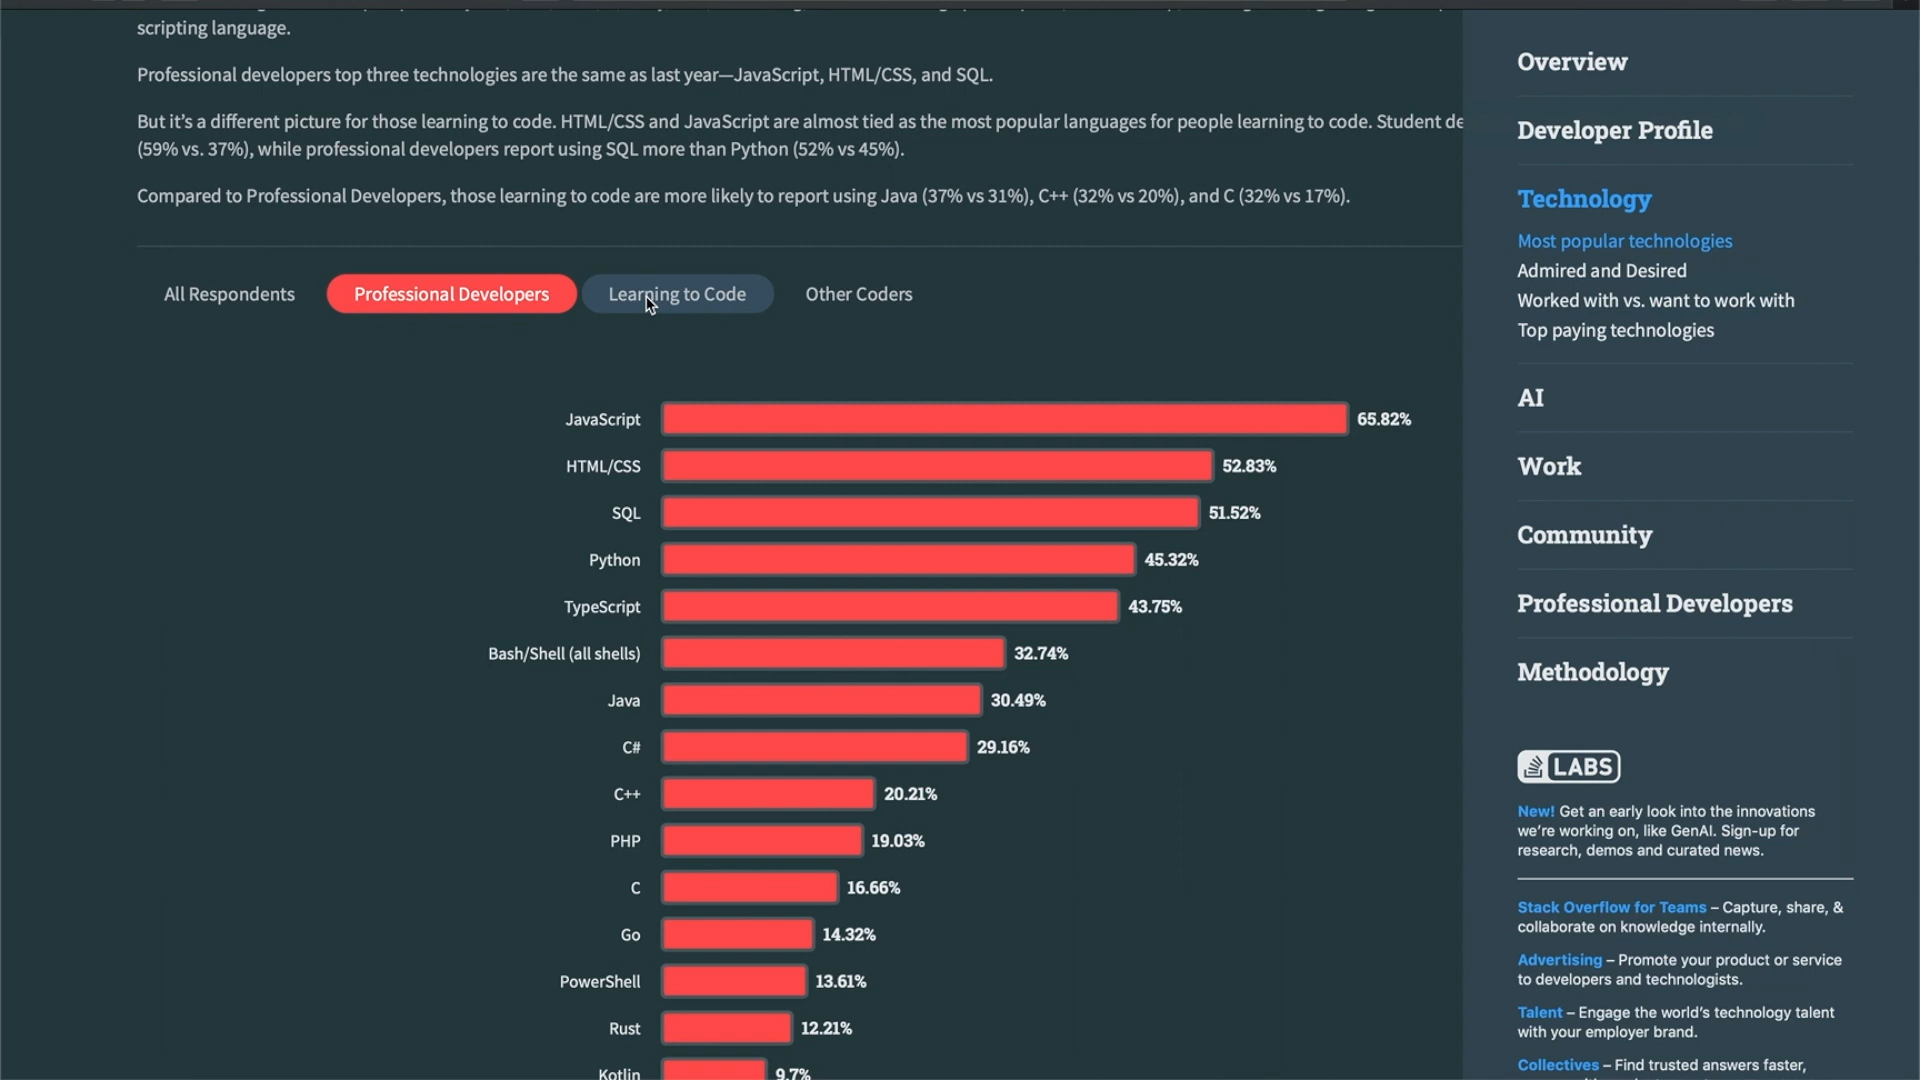 scripting language.
Professional developers top three technologies are the same as last year—JavaScript, HTML/CSS, and SQL.
But it's a different picture for those learning to code. HTML/CSS and JavaScript are almost tied as the most popular languages for people learning to code. Student de
(59% vs. 37%), while professional developers report using SQL more than Python (52% vs 45%).
Compared to Professional Developers, those learning to code are more likely to report using Java (37% vs 31%), C++ (32% vs 20%), and C (32% vs 17%).
All Respondents Professional Developers Learning to Code Other Coders
JavaScript 65.82%
HTML/CSS 52.83%
SQL 51.52%
Python 45.32%
TypeScript 43.75%
Bash/Shell (all shells) 32.74%
Java 30.49%
C# 29.16%
C++ 20.21%
PHP 19.03%
C 16.66%
Go 14.32%
PowerShell 13.61%
Rust 12.21%
Kotlin 9.7%
Overview
Developer Profile
Technology
Most popular technologies
Admired and Desired
Worked with vs. want to work with
Top paying technologies
AI
Work
Community
Professional Developers
Methodology
LABS
New! Get an early look into the innovations
we're working on, like GenAI. Sign-up for
research, demos and curated news.
Stack Overflow for Teams – Capture, share, &
collaborate on knowledge internally.
Advertising – Promote your product or service
to developers and technologists.
Talent – Engage the world's technology talent
with your employer brand.
Collectives – Find trusted answers faster,